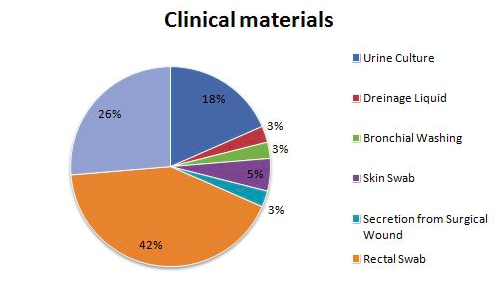 Clinical materials
18%
3%
3%
5%
3%
42%
26%
Urine Culture
Dreinage Liquid
Bronchial Washing
Skin Swab
Secretion from Surgical
Wound
Rectal Swab